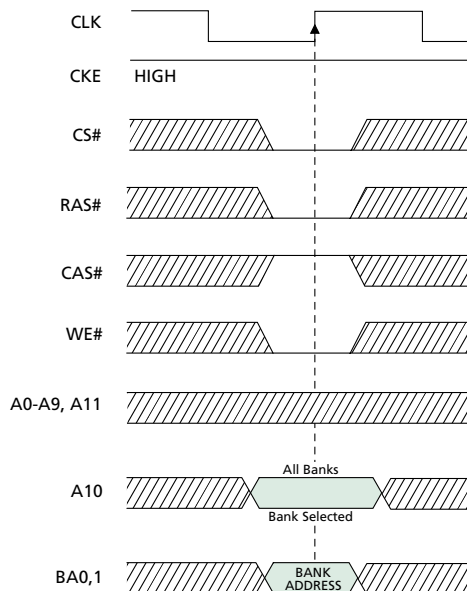 CLK
CKE HIGH
CS#
RAS#
CAS#
WE#
A0-A9, A11
All Banks
A10
Bank Selected
BA0,1
BANK
ADDRESS